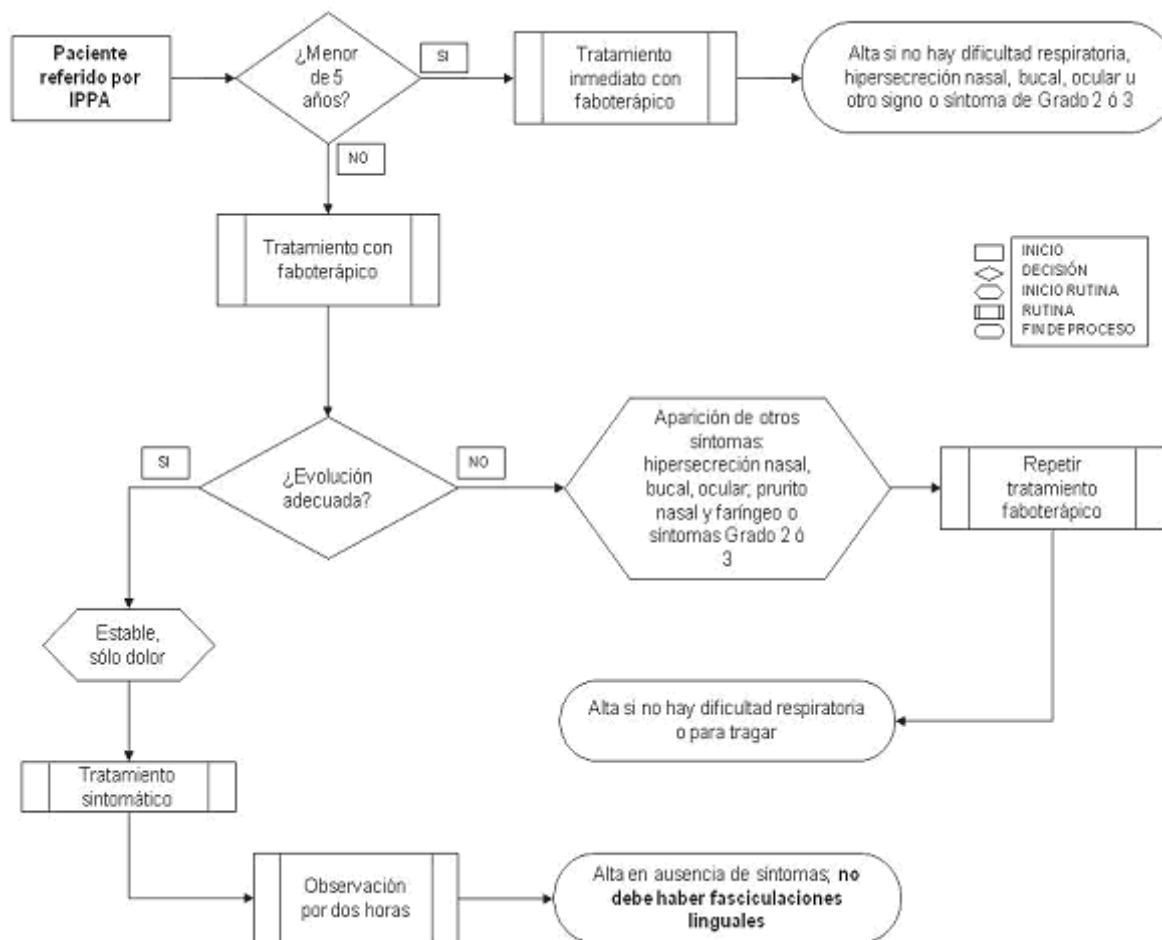 Paciente
referido por
IPPA
¿Menor
de 5
años?
SI
Tratamiento
inmediato con
faboterápico
Alta si no hay dificultad respiratoria,
hipersecreción nasal, bucal, ocular u
otro signo o síntoma de Grado 2 ó 3
NO
Tratamiento con
faboterápico
INICIO
DECISIÓN
INICIO RUTINA
RUTINA
FIN DE PROCESO
SI
¿Evolución
adecuada?
NO
Aparición de otros
síntomas:
hipersecreción nasal,
bucal, ocular; prurito
nasal y faríngeo o
síntomas Grado 2 ó
3
Repetir
tratamiento
faboterápico
Estable,
sólo dolor
Alta si no hay dificultad respiratoria
o para tragar
Tratamiento
sintomático
Observación
por dos horas
Alta en ausencia de síntomas; no
debe haber fasciculaciones
linguales